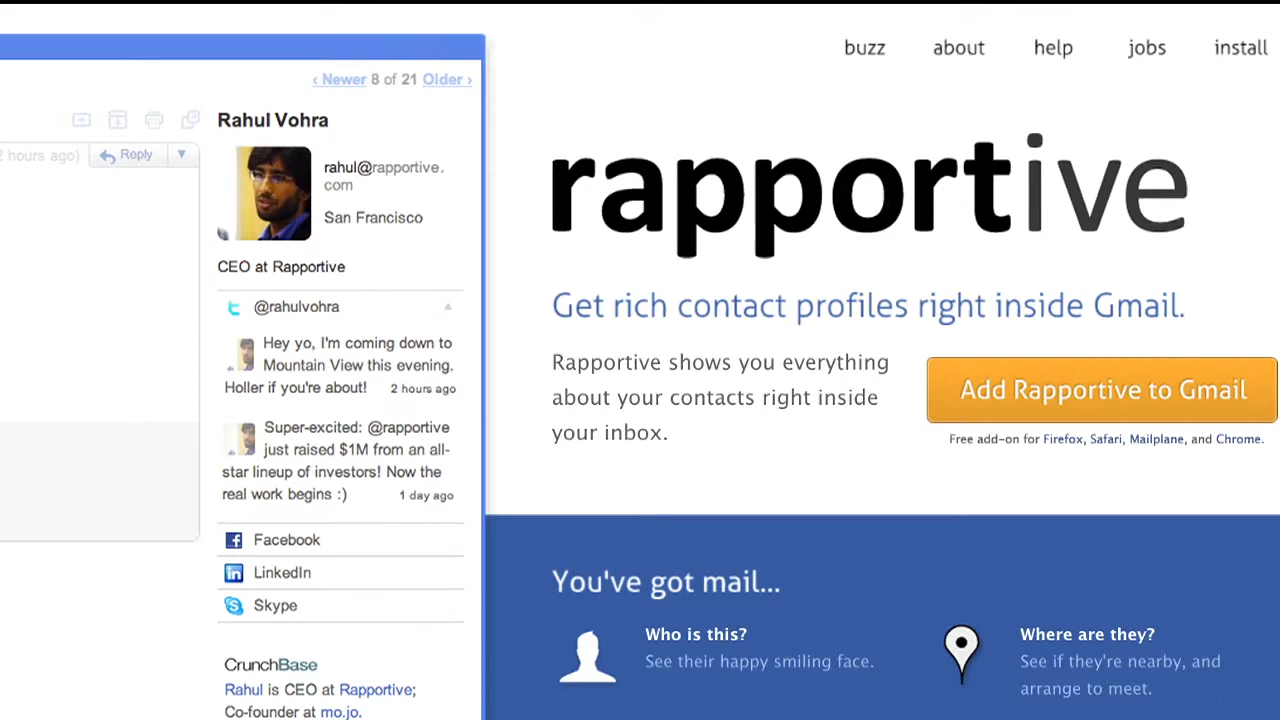 buzz about help jobs install
‹ Newer 8 of 21 Older ›
Rahul Vohra
2 hours ago)
Reply
rahul@rapportive.
com
San Francisco
CEO at Rapportive
@rahulvohra
Hey yo, I'm coming down to
Mountain View this evening.
Holler if you're about! 2 hours ago
Super-excited: @rapportive
just raised $1M from an all-
star lineup of investors! Now the
real work begins :) 1 day ago
Facebook
LinkedIn
Skype
CrunchBase
Rahul is CEO at Rapportive;
Co-founder at mo.jo.
rapportive
Get rich contact profiles right inside Gmail.
Rapportive shows you everything
about your contacts right inside
your inbox.
Add Rapportive to Gmail
Free add-on for Firefox, Safari, Mailplane, and Chrome.
You've got mail...
Who is this?
See their happy smiling face.
Where are they?
See if they're nearby, and
arrange to meet.